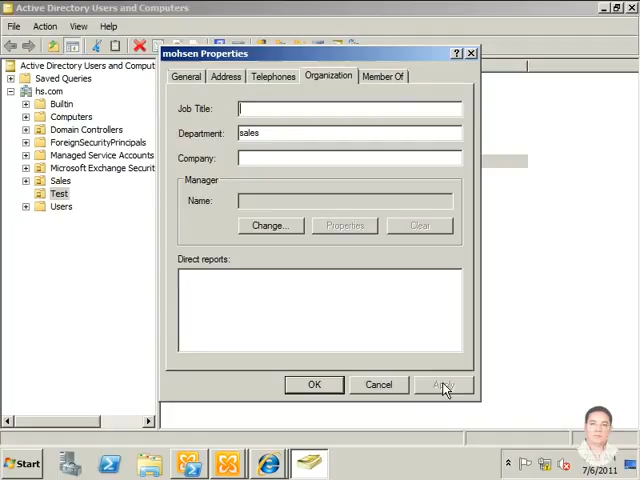 Active Directory Users and Computers
File Action View Help
mohsen Properties
Active Directory Users and Comput
Saved Queries
hs.com
Builtin
Computers
Domain Controllers
ForeignSecurityPrincipals
Managed Service Accounts
Microsoft Exchange Securit
Sales
Test
Users
General Address Telephones Organization Member Of
Job Title:
Department: sales
Company:
Manager
Name:
Change... Properties Clear
Direct reports:
OK Cancel Apply
Start
7/6/2011